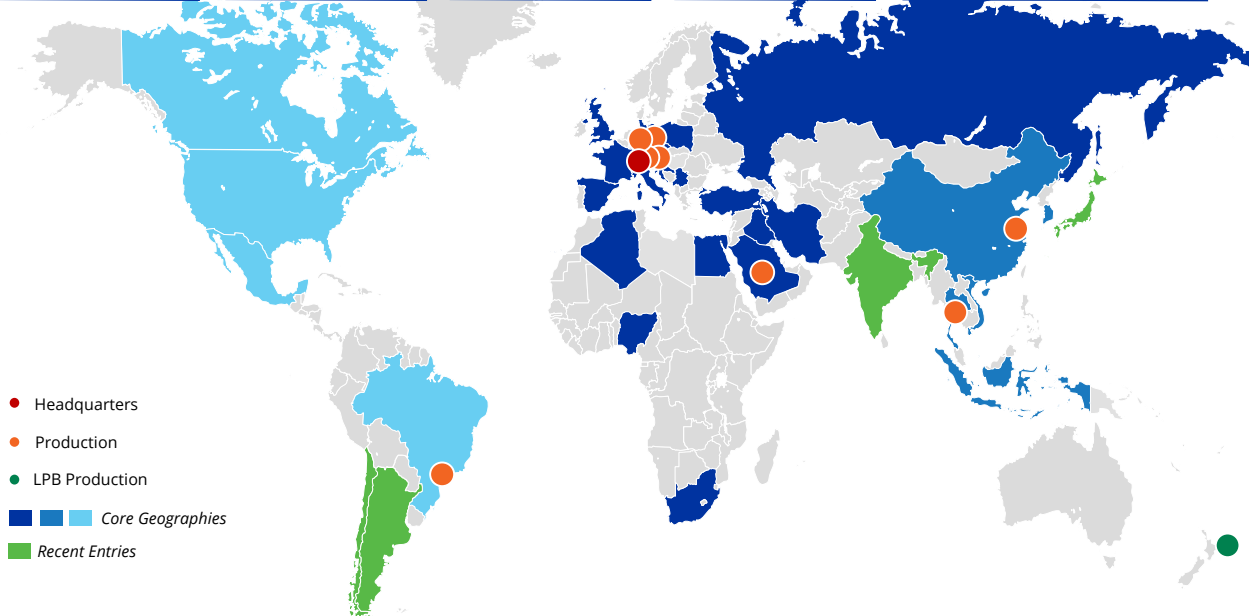 Headquarters
Production
LPB Production
Core Geographies
Recent Entries